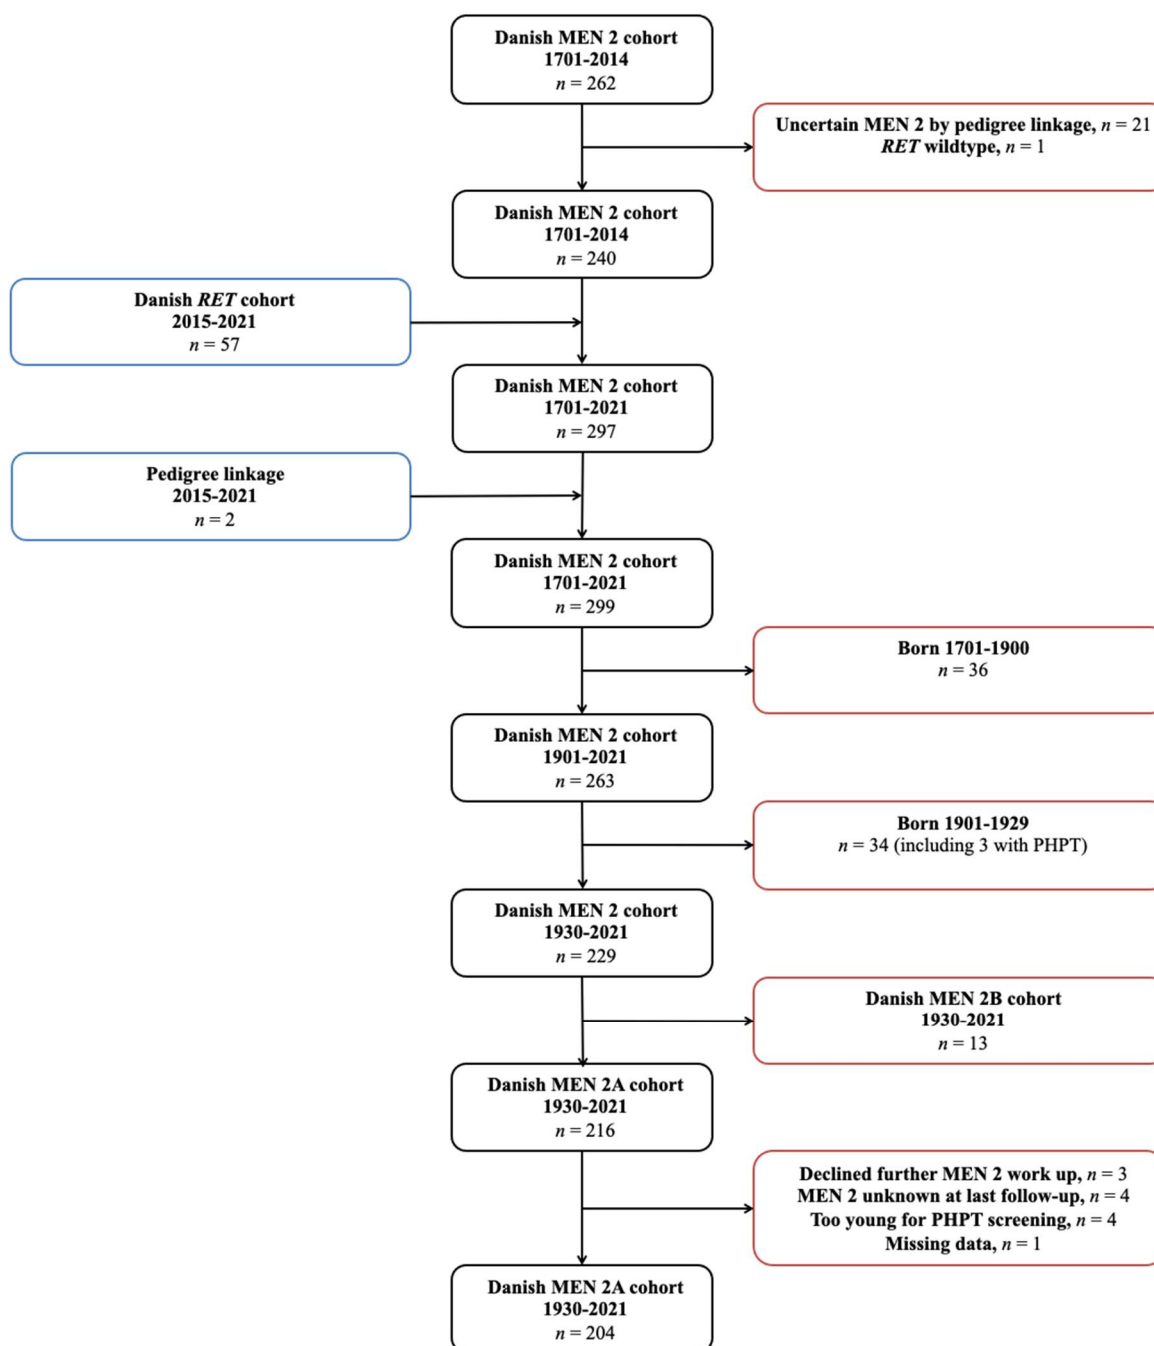 Danish MEN 2 cohort
1701-2014
n = 262
Uncertain MEN 2 by pedigree linkage, n = 21
RET wildtype, n = 1
Danish MEN 2 cohort
1701-2014
n = 240
Danish RET cohort
2015-2021
n = 57
Danish MEN 2 cohort
1701-2021
n = 297
Pedigree linkage
2015-2021
n = 2
Danish MEN 2 cohort
1701-2021
n = 299
Born 1701-1900
n = 36
Danish MEN 2 cohort
1901-2021
n = 263
Born 1901-1929
n = 34 (including 3 with PHPT)
Danish MEN 2 cohort
1930-2021
n = 229
Danish MEN 2B cohort
1930-2021
n = 13
Danish MEN 2A cohort
1930-2021
n = 216
Declined further MEN 2 work up, n = 3
MEN 2 unknown at last follow-up, n = 4
Too young for PHPT screening, n = 4
Missing data, n = 1
Danish MEN 2A cohort
1930-2021
n = 204